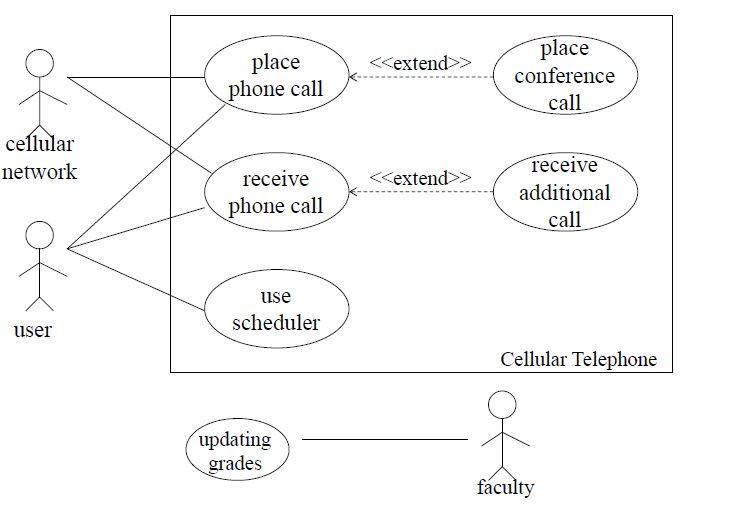 place
phone call
<<extend>>
place
conference
call
cellular
network
receive
phone call
<<extend>>
receive
additional
call
user
use
scheduler
Cellular Telephone
updating
grades
faculty